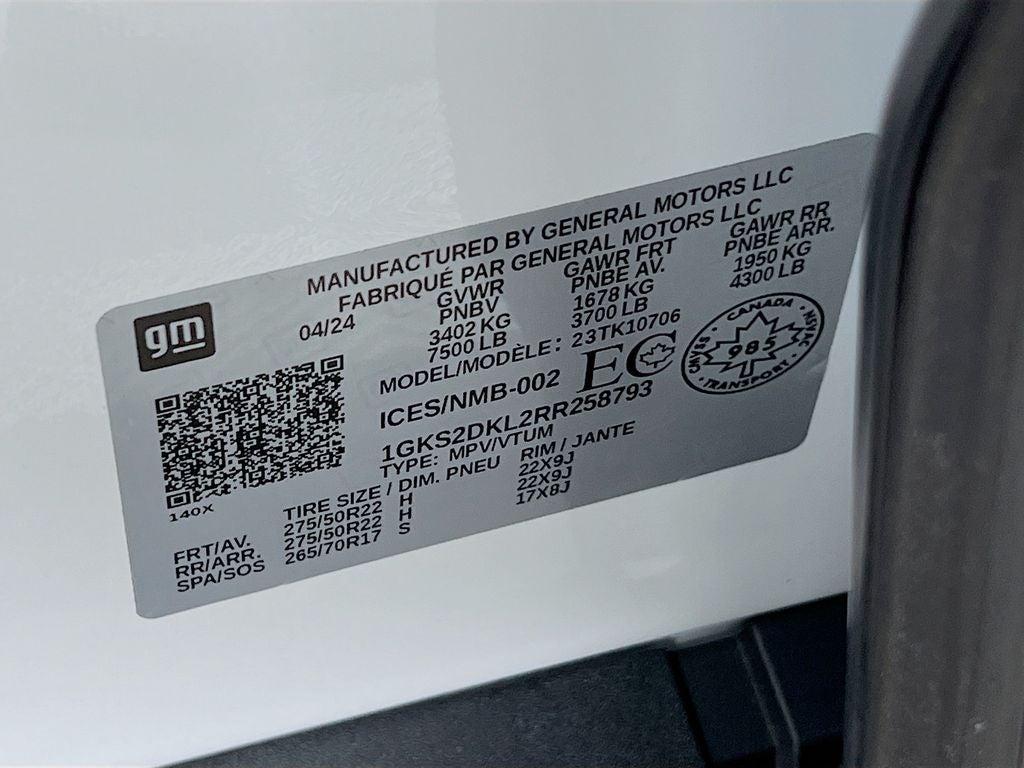 MANUFACTURED BY GENERAL MOTORS LLC
FABRIQUÉ PAR GENERAL MOTORS LLC
gm
04/24
GVWR GAWR FRT GAWR RR
PNBV PNBE AV. PNBE ARR.
3402 KG 1678 KG 1950 KG
7500 LB 3700 LB 4300 LB
MODEL/MODÈLE: 23TK10706
ICES/NMB-002 EC
CANADA
985
TRANSPORT
1GKS2DKL2RR258793
TYPE: MPV/VTUM
140X
TIRE SIZE / DIM. PNEU RIM / JANTE
FRT/AV. 275/50R22 H 22X9J
RR/ARR. 275/50R22 H 22X9J
SPA/SOS 265/70R17 S 17X8J